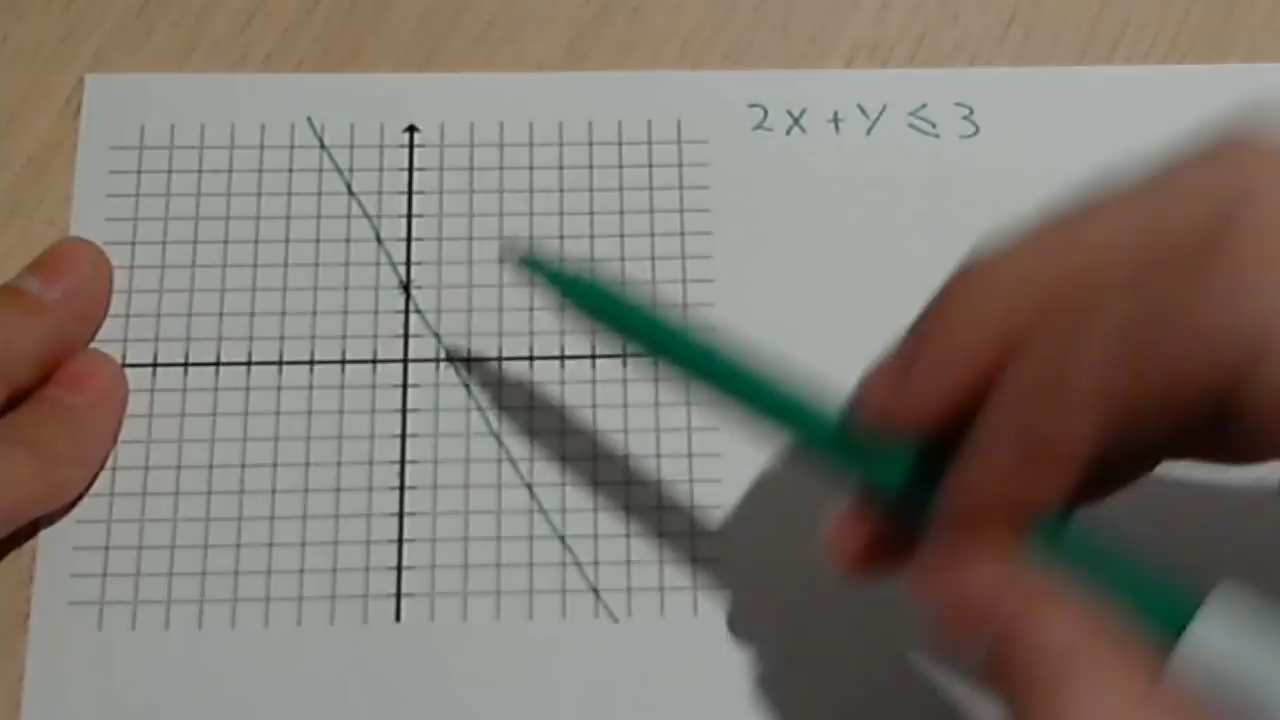 2x + y ≤ 3